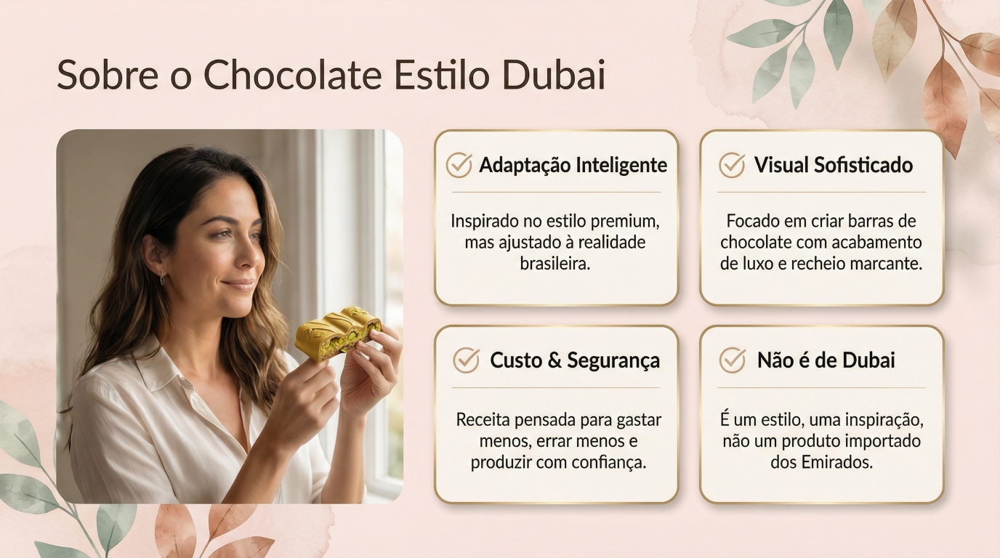 Sobre o Chocolate Estilo Dubai
Adaptação Inteligente
Inspirado no estilo premium,
mas ajustado à realidade
brasileira.
Visual Sofisticado
Focado em criar barras de
chocolate com acabamento
de luxo e recheio marcante.
Custo & Segurança
Receita pensada para gastar
menos, errar menos e
produzir com confiança.
Não é de Dubai
É um estilo, uma inspiração,
não um produto importado
dos Emirados.